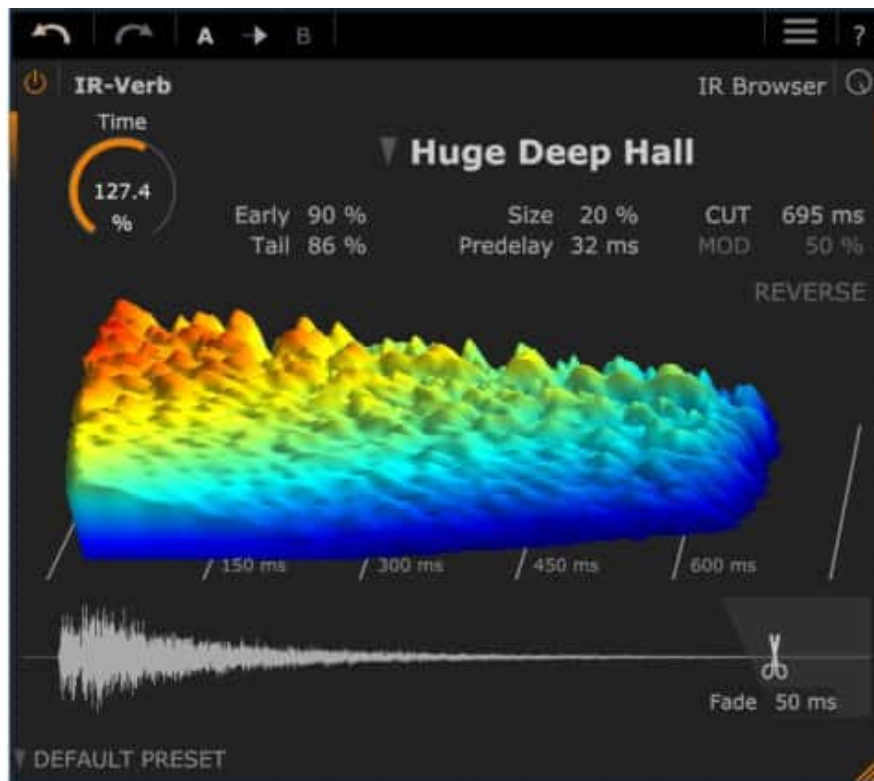 A B ?
IR-Verb IR Browser
Time
Huge Deep Hall
127.4
%
Early 90 % Size 20 % CUT 695 ms
Tail 86 % Predelay 32 ms MOD 50 %
REVERSE
150 ms 300 ms 450 ms 600 ms
Fade 50 ms
DEFAULT PRESET